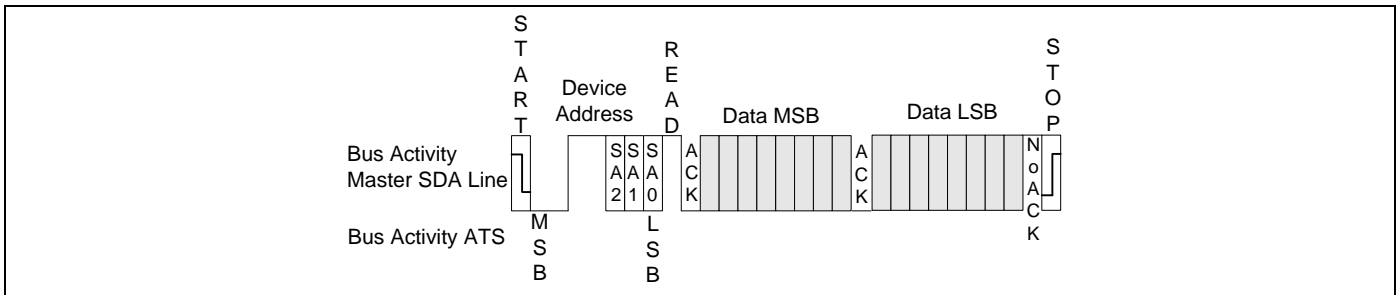 START
READ
STOP
Device
Address
Data MSB
Data LSB
Bus Activity
Master SDA Line
SA2
SA1
SA0
ACK
ACK
NoACK
Bus Activity ATS
MSB
LSB